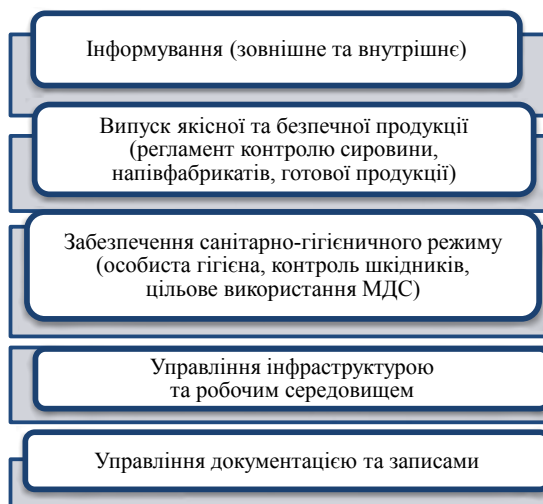 Інформування (зовнішне та внутрішнє)
Випуск якісної та безпечної продукції
(регламент контролю сировини,
напівфабрикатів, готової продукції)
Забезпечення санітарно-гігієничного режиму
(особиста гігієна, контроль шкідників,
цільове використання МДС)
Управління інфраструктурою
та робочим середовищем
Управління документацією та записами